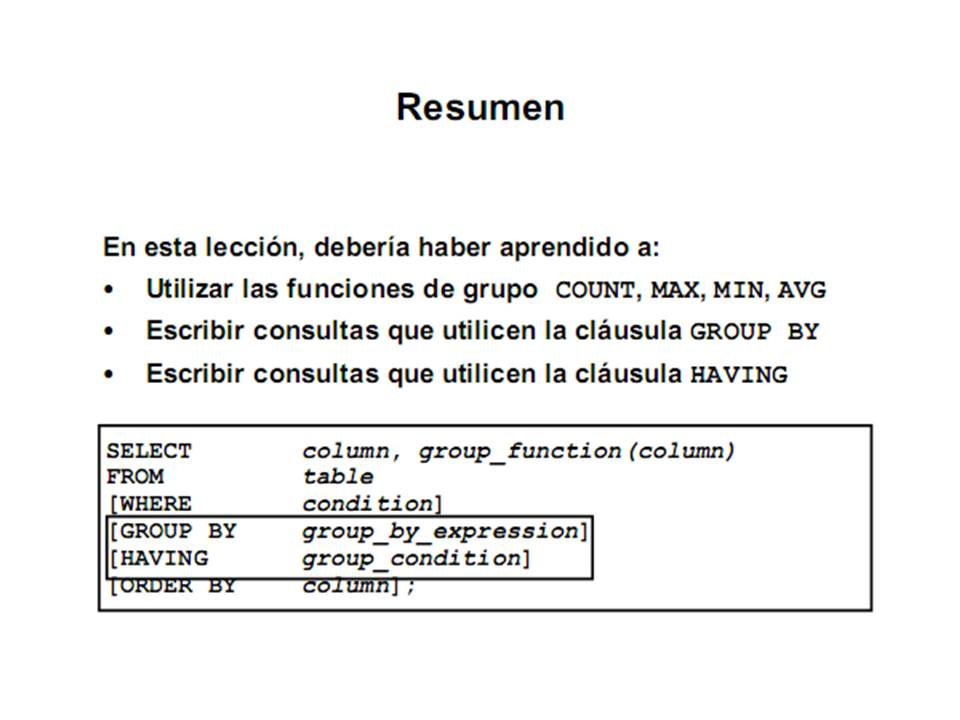 Resumen
En esta lección, debería haber aprendido a:
• Utilizar las funciones de grupo COUNT, MAX, MIN, AVG
• Escribir consultas que utilicen la cláusula GROUP BY
• Escribir consultas que utilicen la cláusula HAVING
SELECT column, group_function(column)
FROM table
[WHERE condition]
[GROUP BY group_by_expression]
[HAVING group_condition]
[ORDER BY column];